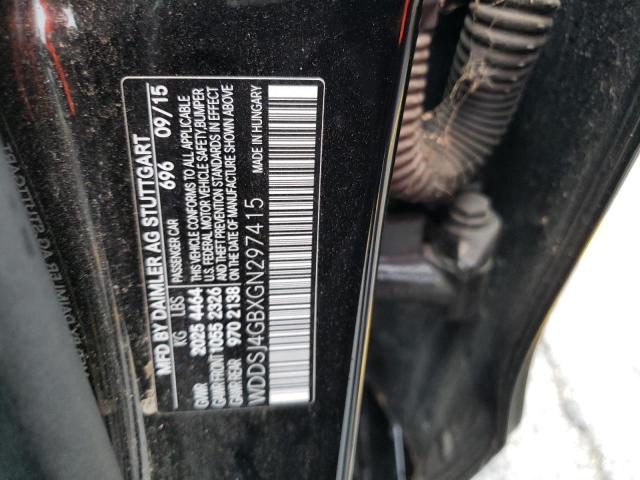 MFD BY DAIMLER AG STUTTGART
PASSENGER CAR 696 09/15
KG LBS
GVWR 2025 4464
GAWR FRONT 1055 2326
GAWR REAR 970 2138
THIS VEHICLE CONFORMS TO ALL APPLICABLE
U.S. FEDERAL MOTOR VEHICLE SAFETY, BUMPER
AND THEFT PREVENTION STANDARDS IN EFFECT
ON THE DATE OF MANUFACTURE SHOWN ABOVE
WDDSJ4GBXGN297415
MADE IN HUNGARY